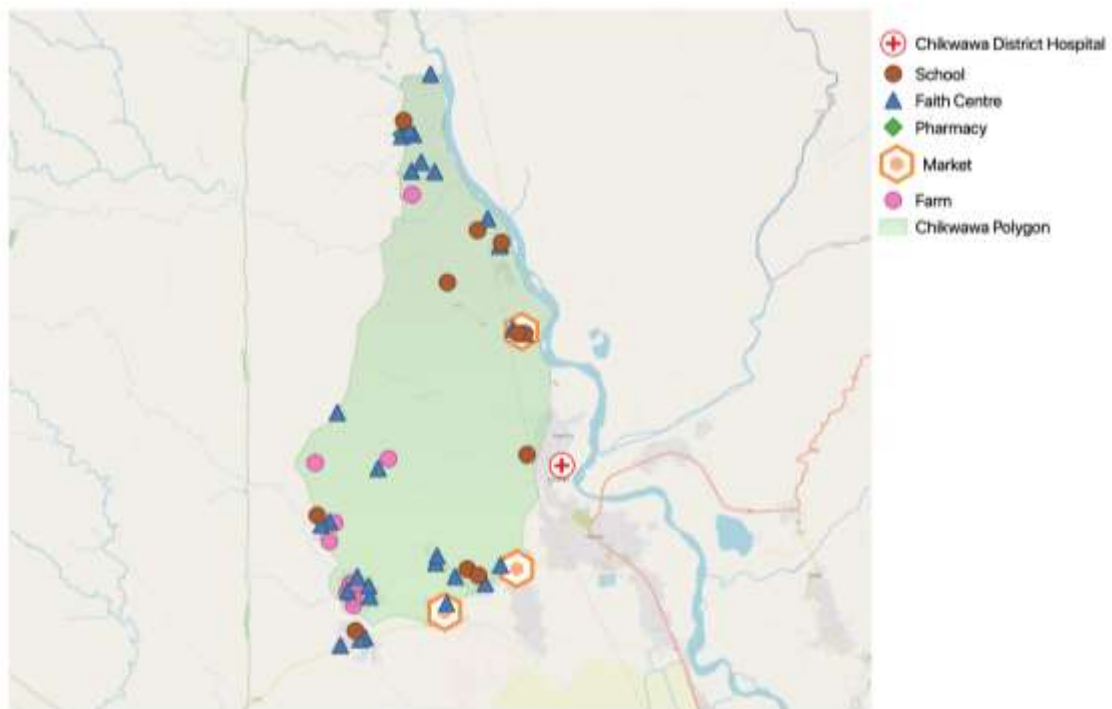 Chikwawa District Hospital
School
Faith Centre
Pharmacy
Market
Farm
Chikwawa Polygon